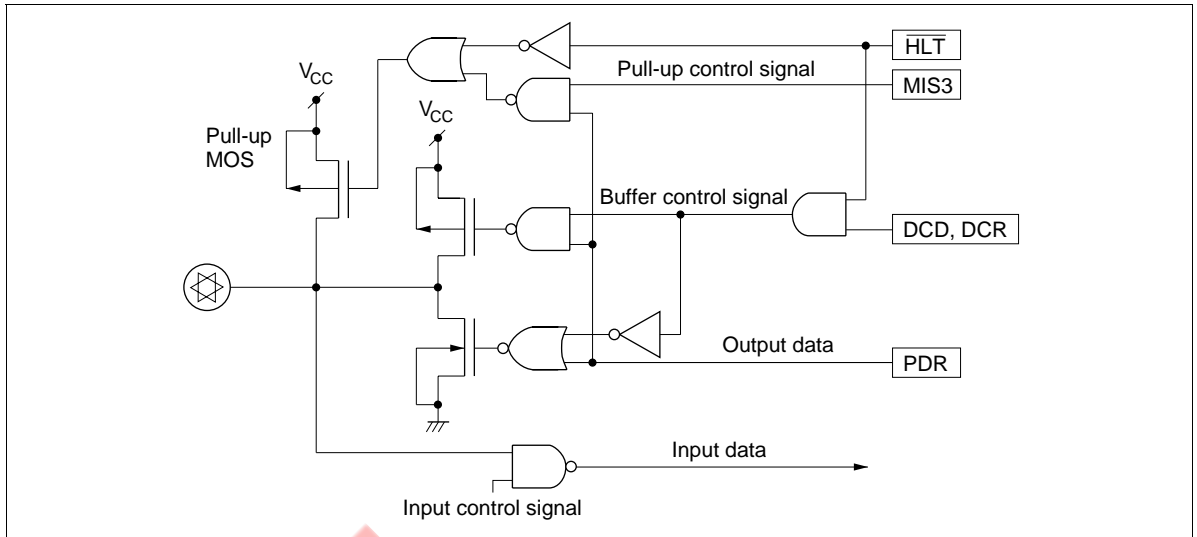 HLT
Pull-up control signal
MIS3
VCC
VCC
Pull-up
MOS
Buffer control signal
DCD, DCR
Output data
PDR
Input data
Input control signal